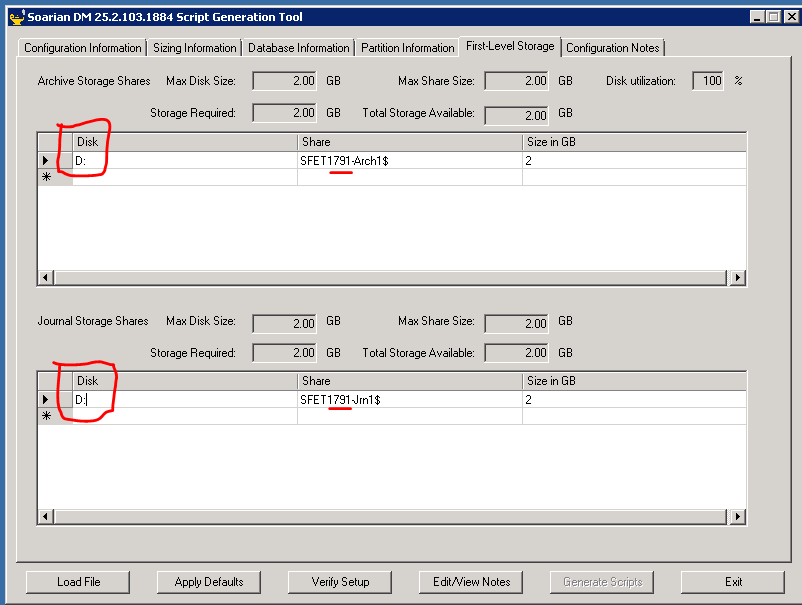 Soarian DM 25.2.103.1884 Script Generation Tool
Configuration Information Sizing Information Database Information Partition Information First-Level Storage Configuration Notes
Archive Storage Shares Max Disk Size: 2.00 GB Max Share Size: 2.00 GB Disk utilization: 100 %
Storage Required: 2.00 GB Total Storage Available: 2.00 GB
Disk Share Size in GB
D: SFET1791-Arch1$ 2
Journal Storage Shares Max Disk Size: 2.00 GB Max Share Size: 2.00 GB
Storage Required: 2.00 GB Total Storage Available: 2.00 GB
Disk Share Size in GB
D: SFET1791-Jrn1$ 2
Load File Apply Defaults Verify Setup Edit/View Notes Generate Scripts Exit